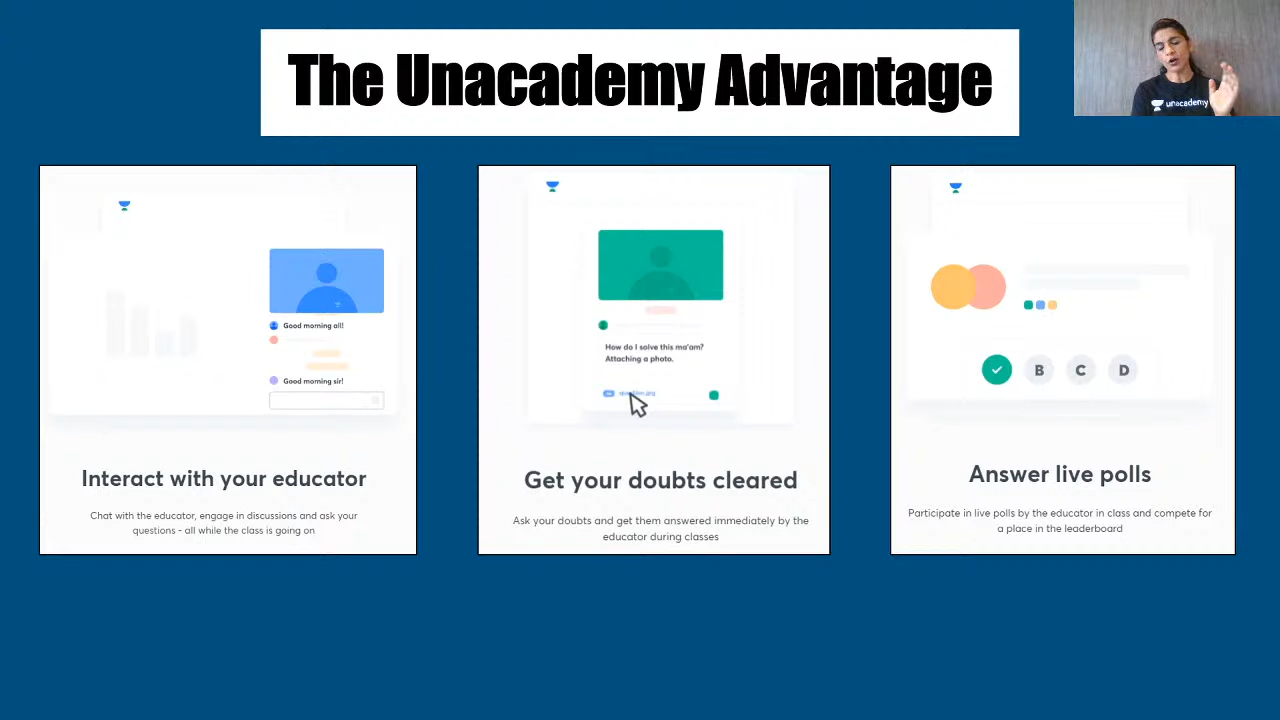 The Unacademy Advantage
unacademy
Good morning all!
Good morning sir!
Interact with your educator
Chat with the educator, engage in discussions and ask your
questions - all while the class is going on
How do I solve this ma'am?
Attaching a photo.
Get your doubts cleared
Ask your doubts and get them answered immediately by the
educator during classes
B C D
Answer live polls
Participate in live polls by the educator in class and compete for
a place in the leaderboard